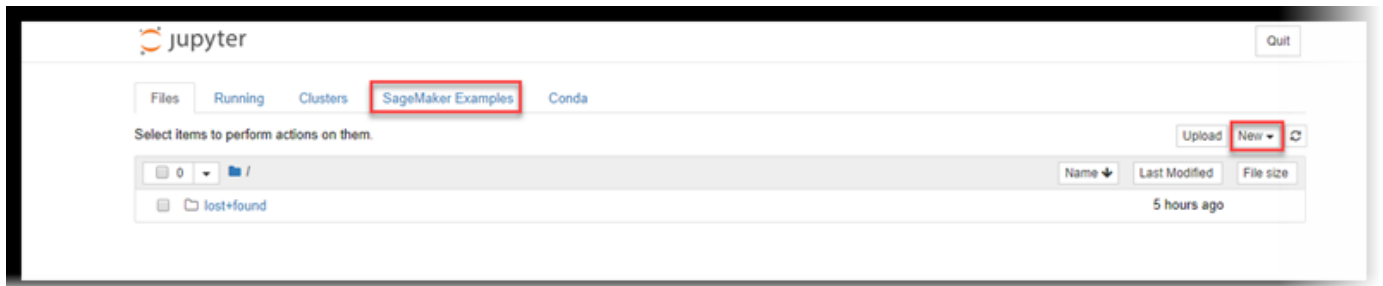 jupyter
Quit
Files Running Clusters SageMaker Examples Conda
Select items to perform actions on them.
Upload New
0 / Name Last Modified File size
lost+found 5 hours ago